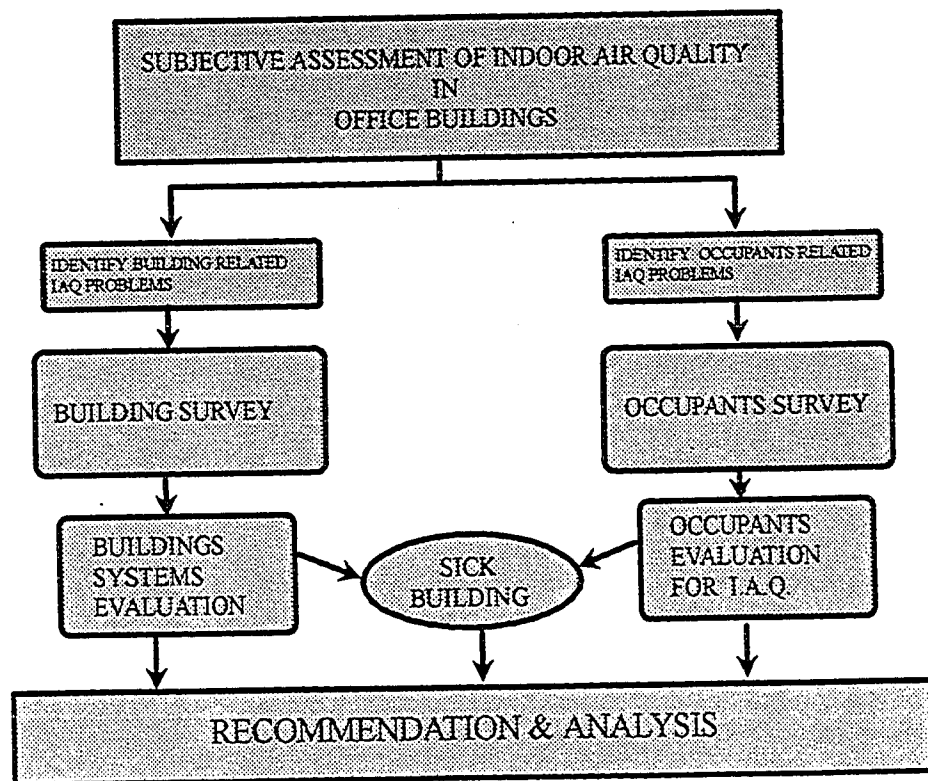 SUBJECTIVE ASSESSMENT OF INDOOR AIR QUALITY
IN
OFFICE BUILDINGS
IDENTIFY BUILDING RELATED
IAQ PROBLEMS
IDENTIFY OCCUPANTS RELATED
IAQ PROBLEMS
BUILDING SURVEY
OCCUPANTS SURVEY
BUILDINGS
SYSTEMS
EVALUATION
SICK
BUILDING
OCCUPANTS
EVALUATION
FOR I.A.Q.
RECOMMENDATION & ANALYSIS